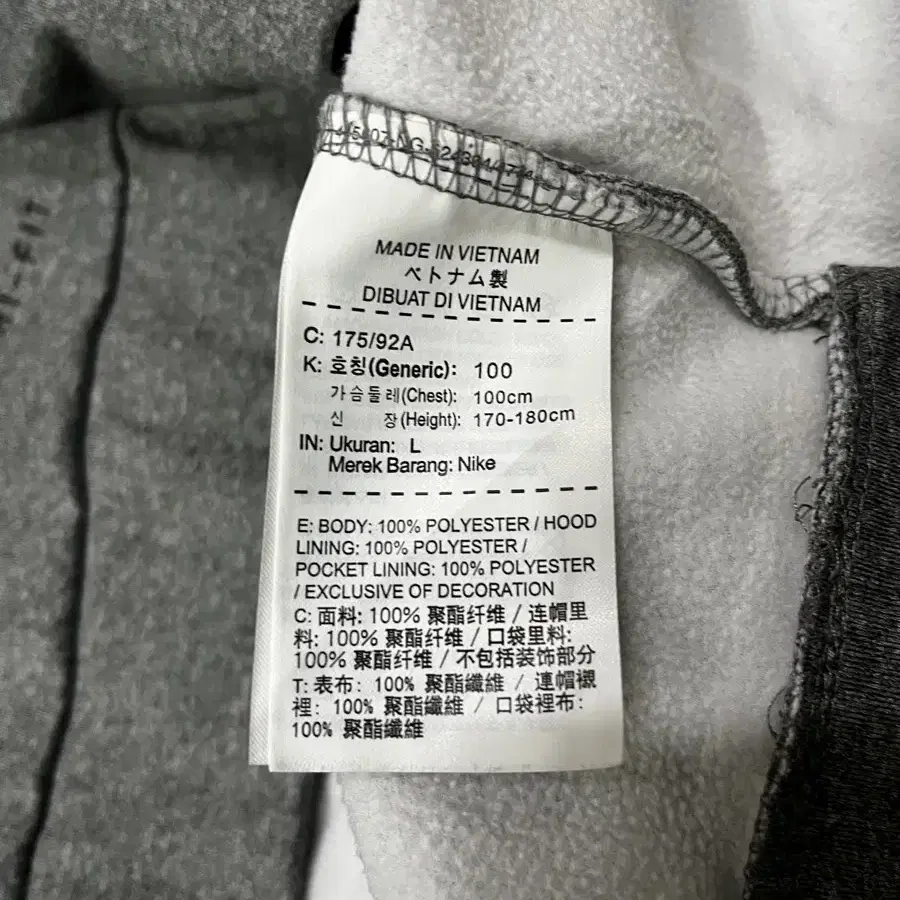 MADE IN VIETNAM
ベトナム製
DIBUAT DI VIETNAM
C: 175/92A
K: 호칭(Generic): 100
가슴둘레(Chest): 100cm
신 장(Height): 170-180cm
IN: Ukuran: L
Merek Barang: Nike
E: BODY: 100% POLYESTER / HOOD
LINING: 100% POLYESTER /
POCKET LINING: 100% POLYESTER
/ EXCLUSIVE OF DECORATION
C: 面料: 100% 聚酯纤维 / 连帽里
料: 100% 聚酯纤维 / 口袋里料:
100% 聚酯纤维 / 不包括装饰部分
T: 表布: 100% 聚酯纖維 / 連帽襯
裡: 100% 聚酯纖維 / 口袋裡布:
100% 聚酯纖維
-FIT